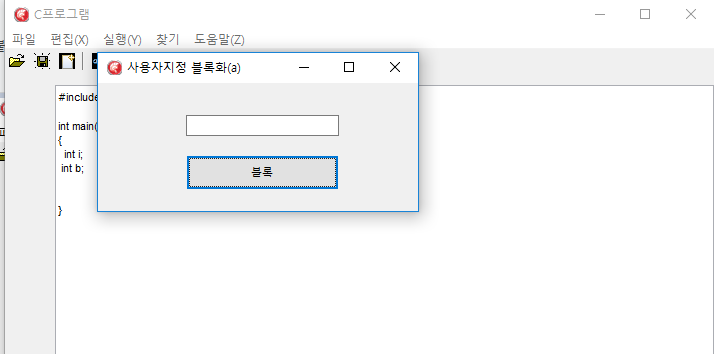 C프로그램
파일 편집(X) 실행(Y) 찾기 도움말(Z)
사용자지정 블록화(a)
#include
int main(
{
int i;
int b;
}
블록